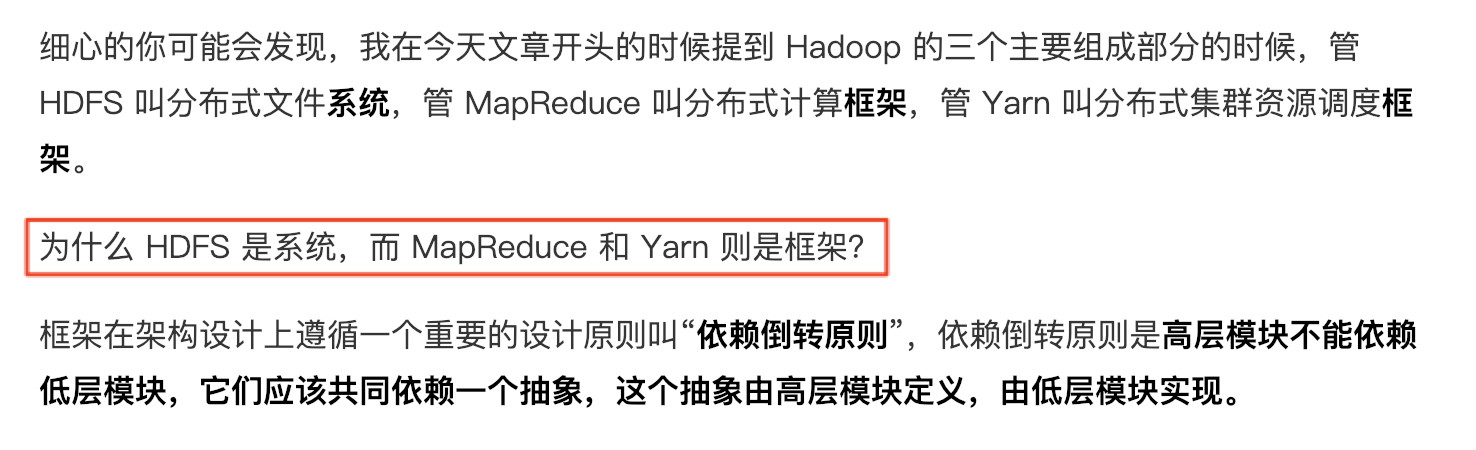 细心的你可能会发现，我在今天文章开头的时候提到 Hadoop 的三个主要组成部分的时候，管
HDFS 叫分布式文件系统，管 MapReduce 叫分布式计算框架，管 Yarn 叫分布式集群资源调度框
架。
为什么 HDFS 是系统，而 MapReduce 和 Yarn 则是框架？
框架在架构设计上遵循一个重要的设计原则叫“依赖倒转原则”，依赖倒转原则是高层模块不能依赖
低层模块，它们应该共同依赖一个抽象，这个抽象由高层模块定义，由低层模块实现。